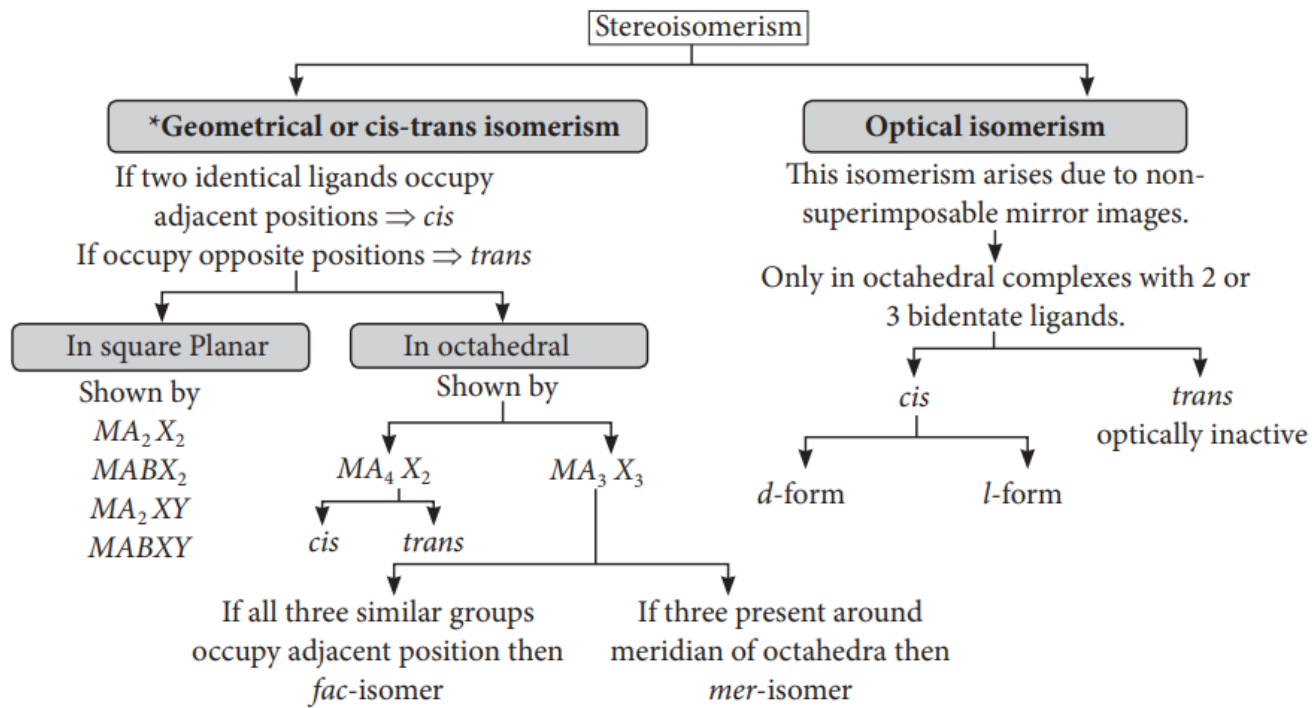 Stereoisomerism
*Geometrical or cis-trans isomerism
If two identical ligands occupy
adjacent positions ⇒ cis
If occupy opposite positions ⇒ trans
In square Planar
Shown by
MA₂X₂
MABX₂
MA₂XY
MABXY
In octahedral
Shown by
MA₄X₂
cis
trans
MA₃X₃
If all three similar groups
occupy adjacent position then
fac-isomer
If three present around
meridian of octahedra then
mer-isomer
Optical isomerism
This isomerism arises due to non-
superimposable mirror images.
Only in octahedral complexes with 2 or
3 bidentate ligands.
cis
d-form
l-form
trans
optically inactive